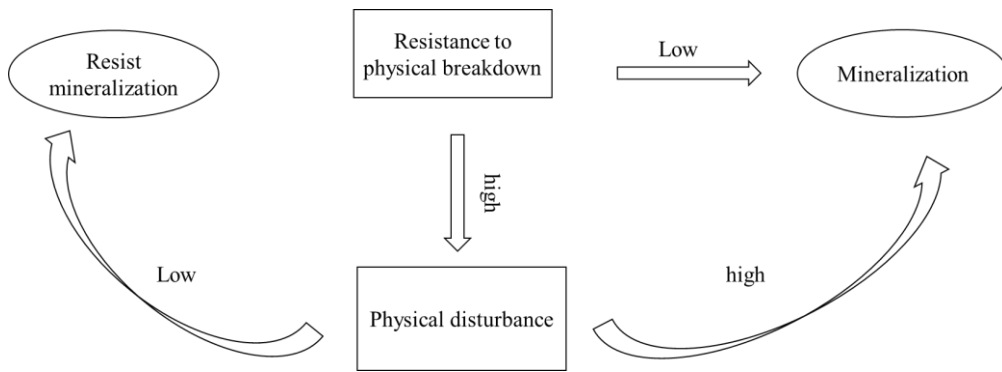 Resist
mineralization
Resistance to
physical breakdown
Low
Mineralization
high
Low
Physical disturbance
high